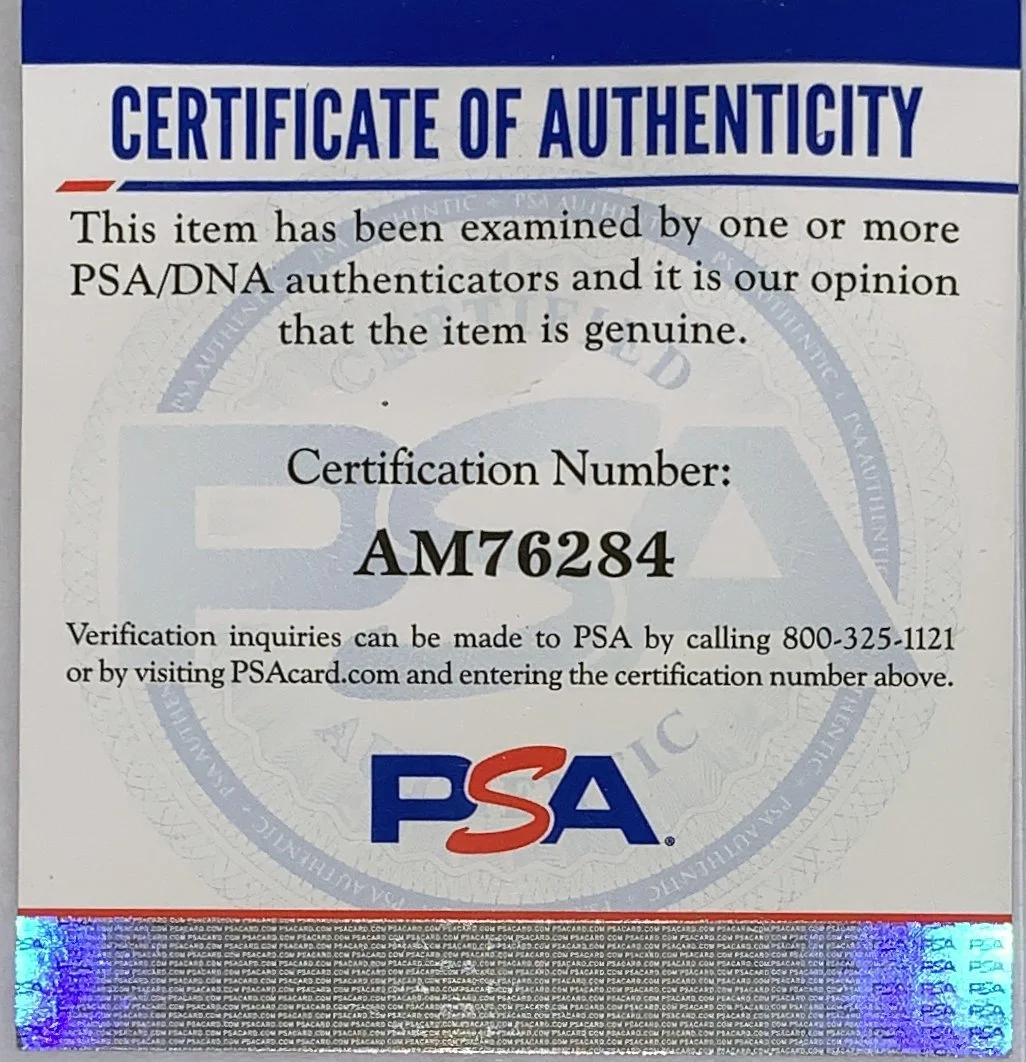 CERTIFICATE OF AUTHENTICITY
This item has been examined by one or more
PSA/DNA authenticators and it is our opinion
that the item is genuine.
CERTIFIED
PSA
Certification Number:
AM76284
Verification inquiries can be made to PSA by calling 800-325-1121
or by visiting PSAcard.com and entering the certification number above.
PSA®